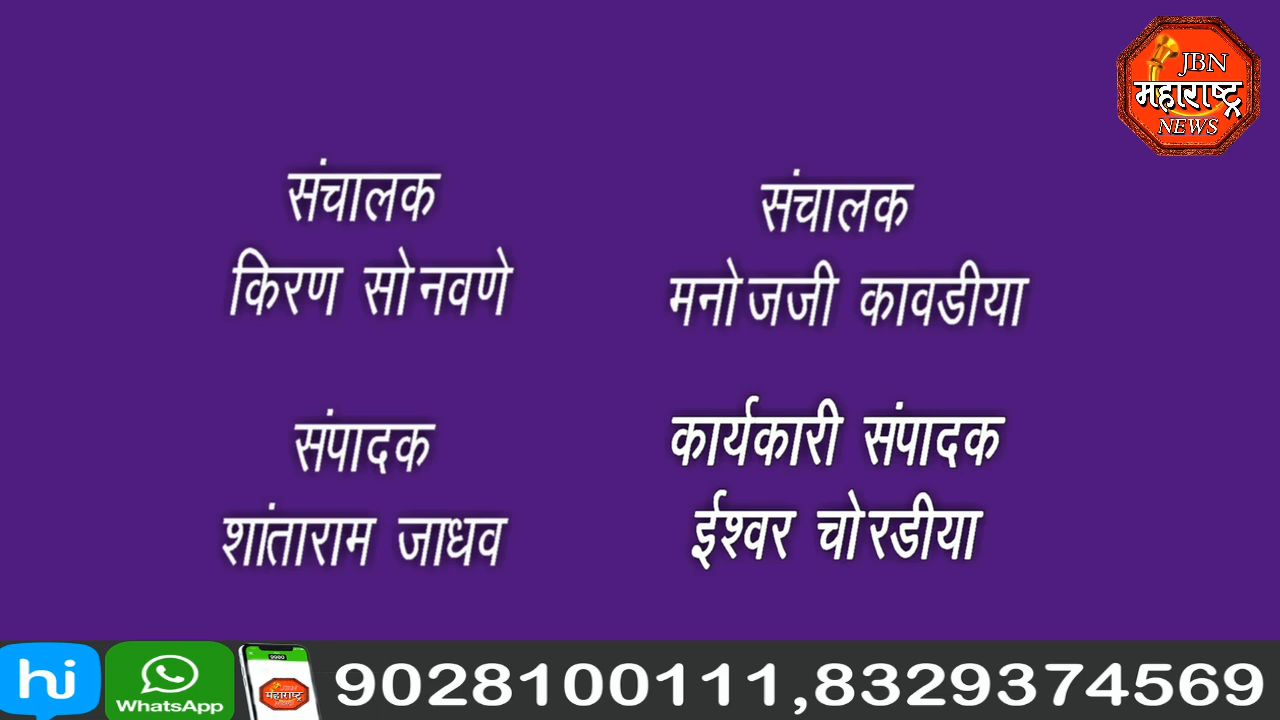 JBN
महाराष्ट्र
NEWS
संचालक
किरण सोनवणे
संचालक
मनोजजी कावडीया
संपादक
शांताराम जाधव
कार्यकारी संपादक
ईश्वर चोरडीया
hi
WhatsApp
महाराष्ट्र
9028100111,8329374569